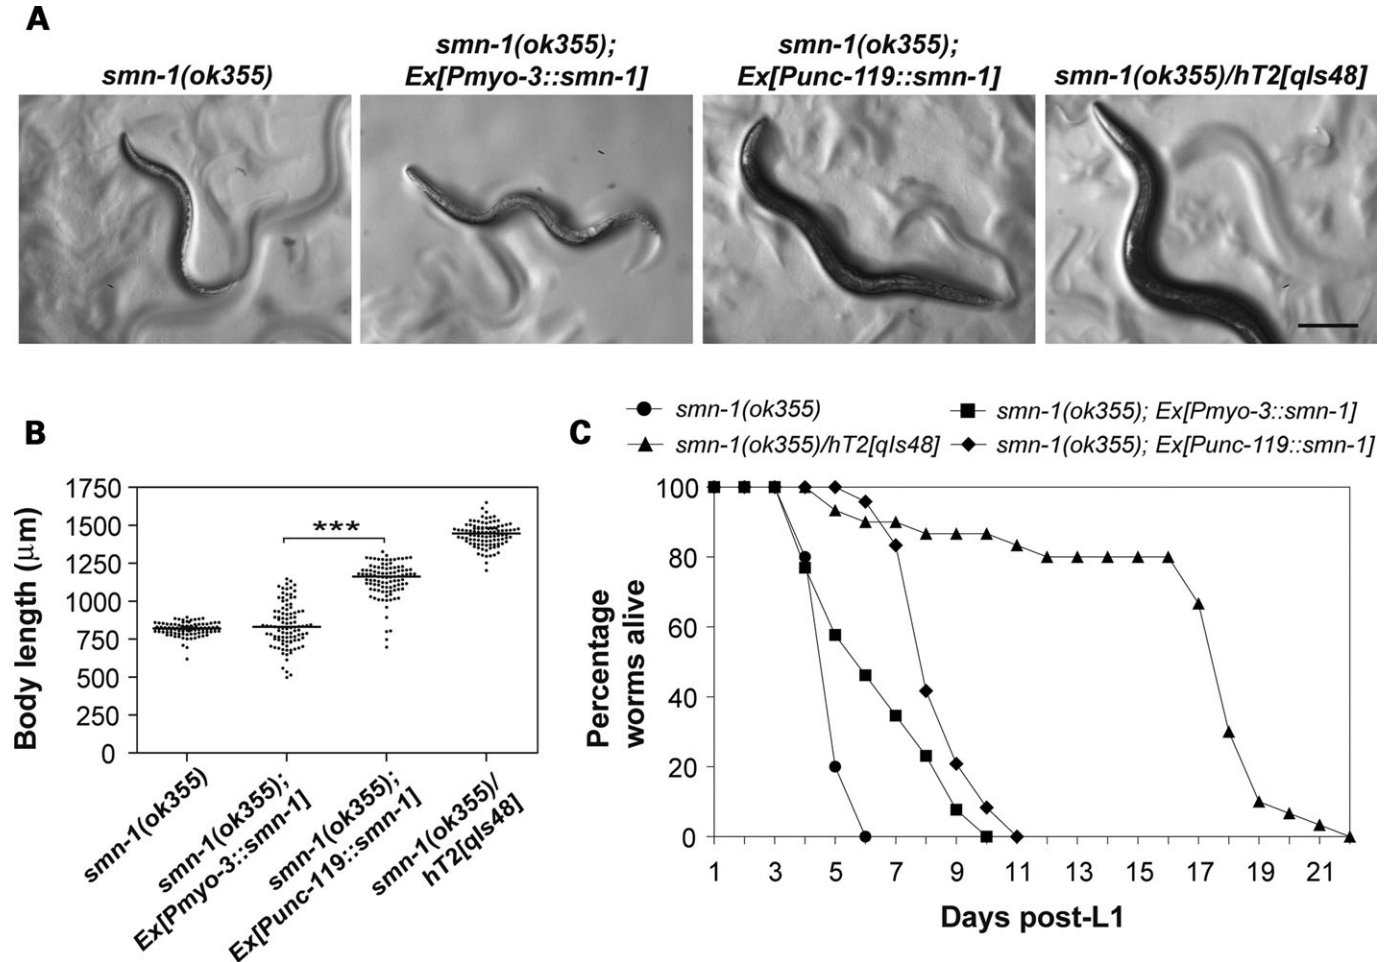 A
smn-1(ok355)
smn-1(ok355);
Ex[Pmyo-3::smn-1]
smn-1(ok355);
Ex[Punc-119::smn-1]
smn-1(ok355)/hT2[qIs48]
B
Body length (µm)
1750
1500
1250
1000
750
500
250
0
***
smn-1(ok355)
smn-1(ok355);
Ex[Pmyo-3::smn-1]
smn-1(ok355);
Ex[Punc-119::smn-1]
smn-1(ok355)/
hT2[qIs48]
C
smn-1(ok355)
smn-1(ok355); Ex[Pmyo-3::smn-1]
smn-1(ok355)/hT2[qIs48]
smn-1(ok355); Ex[Punc-119::smn-1]
Percentage
worms alive
100
80
60
40
20
0
1 3 5 7 9 11 13 15 17 19 21
Days post-L1